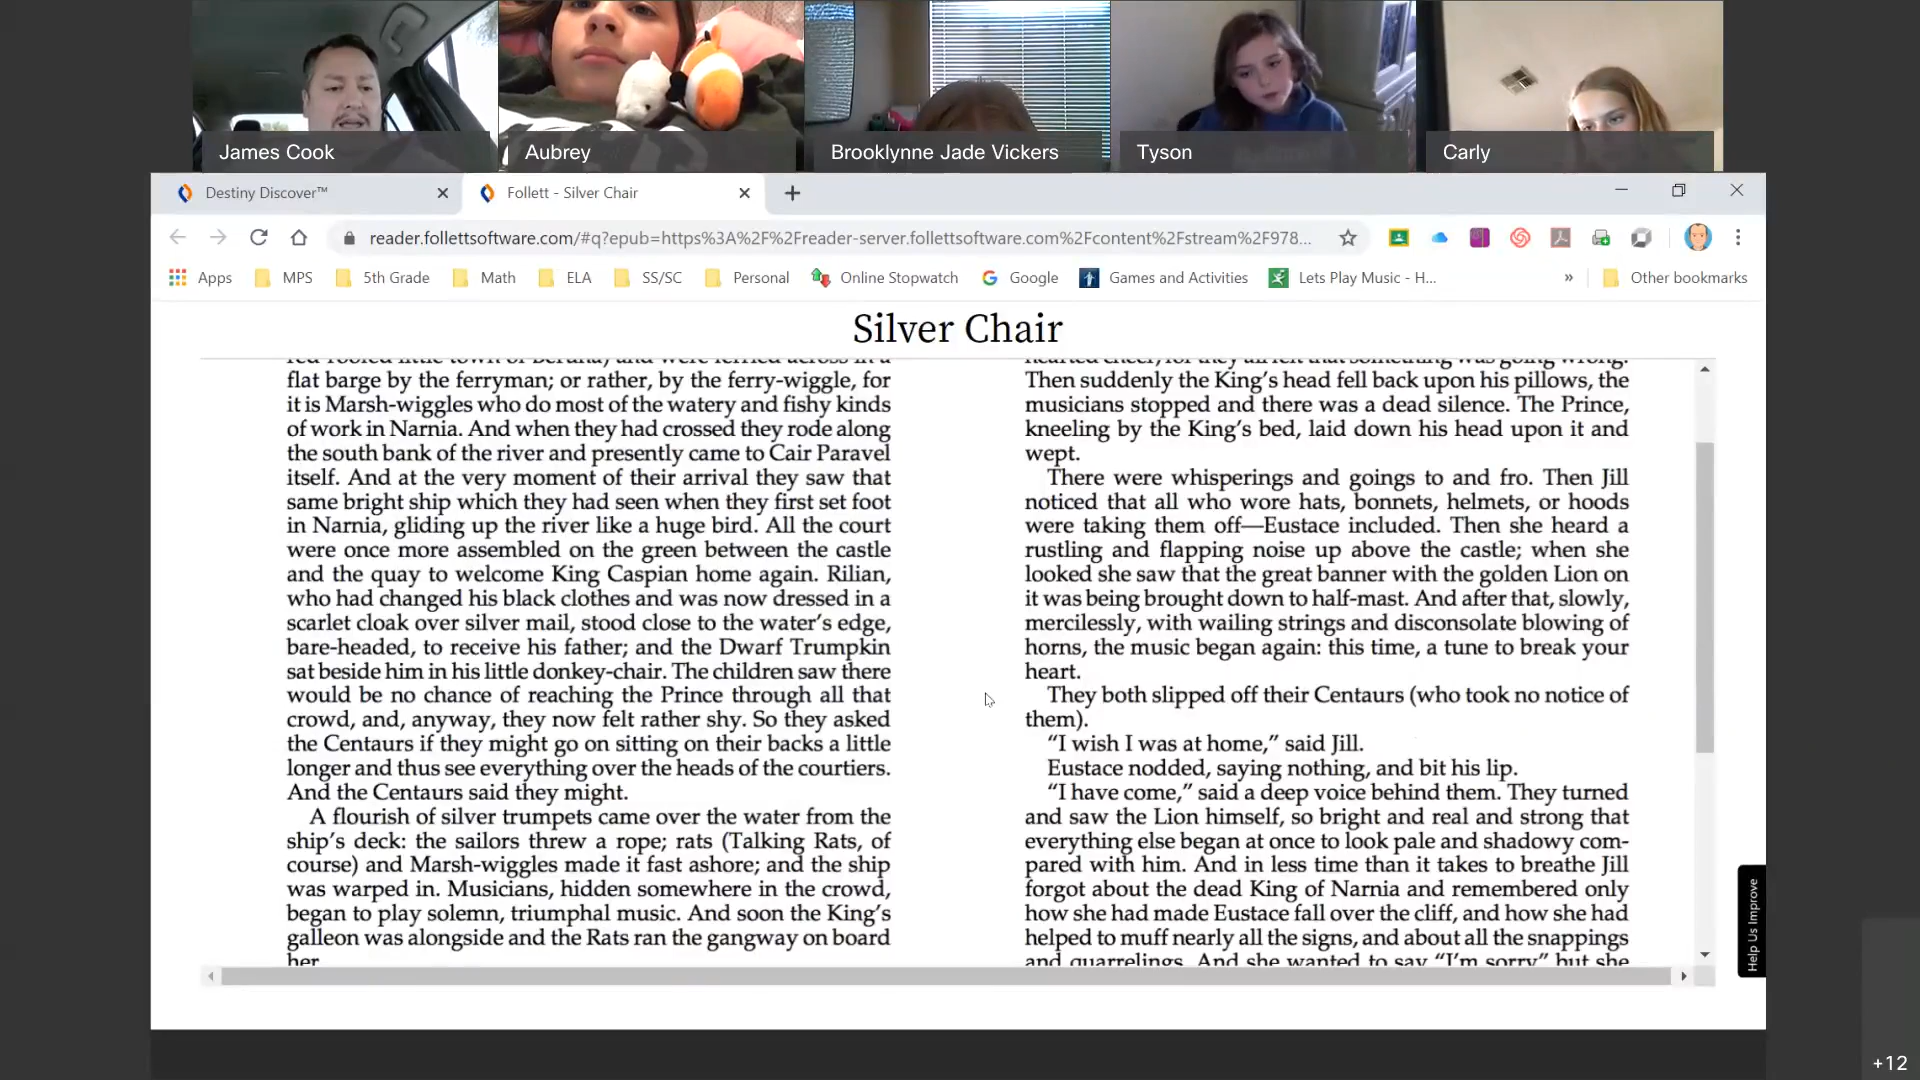 James Cook
Aubrey
Brooklynne Jade Vickers
Tyson
Carly
Destiny Discover™
Follett - Silver Chair
reader.follettsoftware.com/#q?epub=https%3A%2F%2Freader-server.follettsoftware.com%2Fcontent%2Fstream%2F978...
Apps MPS 5th Grade Math ELA SS/SC Personal Online Stopwatch Google Games and Activities Lets Play Music - H... » Other bookmarks
Silver Chair
flat barge by the ferryman; or rather, by the ferry-wiggle, for
it is Marsh-wiggles who do most of the watery and fishy kinds
of work in Narnia. And when they had crossed they rode along
the south bank of the river and presently came to Cair Paravel
itself. And at the very moment of their arrival they saw that
same bright ship which they had seen when they first set foot
in Narnia, gliding up the river like a huge bird. All the court
were once more assembled on the green between the castle
and the quay to welcome King Caspian home again. Rilian,
who had changed his black clothes and was now dressed in a
scarlet cloak over silver mail, stood close to the water's edge,
bare-headed, to receive his father; and the Dwarf Trumpkin
sat beside him in his little donkey-chair. The children saw there
would be no chance of reaching the Prince through all that
crowd, and, anyway, they now felt rather shy. So they asked
the Centaurs if they might go on sitting on their backs a little
longer and thus see everything over the heads of the courtiers.
And the Centaurs said they might.
A flourish of silver trumpets came over the water from the
ship's deck: the sailors threw a rope; rats (Talking Rats, of
course) and Marsh-wiggles made it fast ashore; and the ship
was warped in. Musicians, hidden somewhere in the crowd,
began to play solemn, triumphal music. And soon the King's
galleon was alongside and the Rats ran the gangway on board
her.
hearted cheer, for they all felt that something was going wrong.
Then suddenly the King's head fell back upon his pillows, the
musicians stopped and there was a dead silence. The Prince,
kneeling by the King's bed, laid down his head upon it and
wept.
There were whisperings and goings to and fro. Then Jill
noticed that all who wore hats, bonnets, helmets, or hoods
were taking them off—Eustace included. Then she heard a
rustling and flapping noise up above the castle; when she
looked she saw that the great banner with the golden Lion on
it was being brought down to half-mast. And after that, slowly,
mercilessly, with wailing strings and disconsolate blowing of
horns, the music began again: this time, a tune to break your
heart.
They both slipped off their Centaurs (who took no notice of
them).
“I wish I was at home,” said Jill.
Eustace nodded, saying nothing, and bit his lip.
“I have come,” said a deep voice behind them. They turned
and saw the Lion himself, so bright and real and strong that
everything else began at once to look pale and shadowy com-
pared with him. And in less time than it takes to breathe Jill
forgot about the dead King of Narnia and remembered only
how she had made Eustace fall over the cliff, and how she had
helped to muff nearly all the signs, and about all the snappings
and quarrelings. And she wanted to say “I'm sorry” but she
Help Us Improve
+12